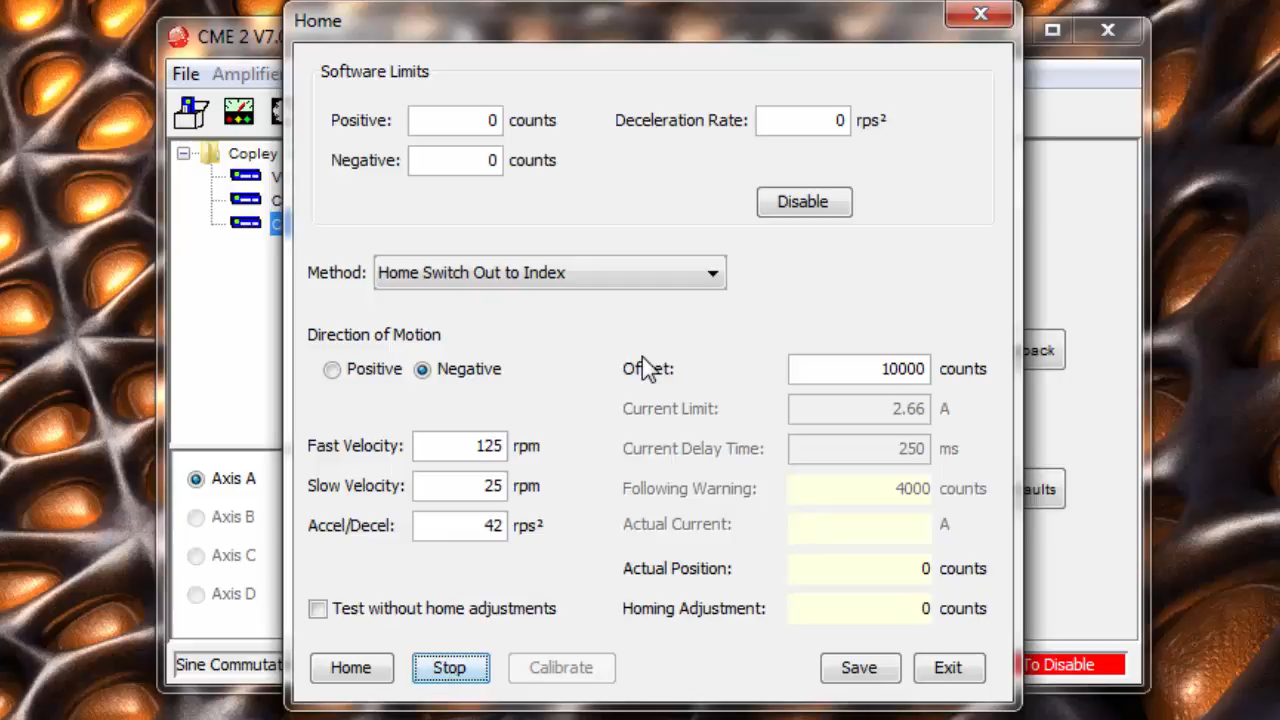 Home
CME 2 V7.0
File Amplifie
Copley
V
C
C
Software Limits
Positive: 0 counts Deceleration Rate: 0 rps²
Negative: 0 counts
Disable
Method: Home Switch Out to Index
Direction of Motion
Positive Negative
Offset: 10000 counts
Current Limit: 2.66 A
Fast Velocity: 125 rpm Current Delay Time: 250 ms
Slow Velocity: 25 rpm Following Warning: 4000 counts
Accel/Decel: 42 rps² Actual Current: A
Actual Position: 0 counts
Test without home adjustments Homing Adjustment: 0 counts
Home Stop Calibrate Save Exit
Axis A
Axis B
Axis C
Axis D
back
aults
Sine Commutat
To Disable